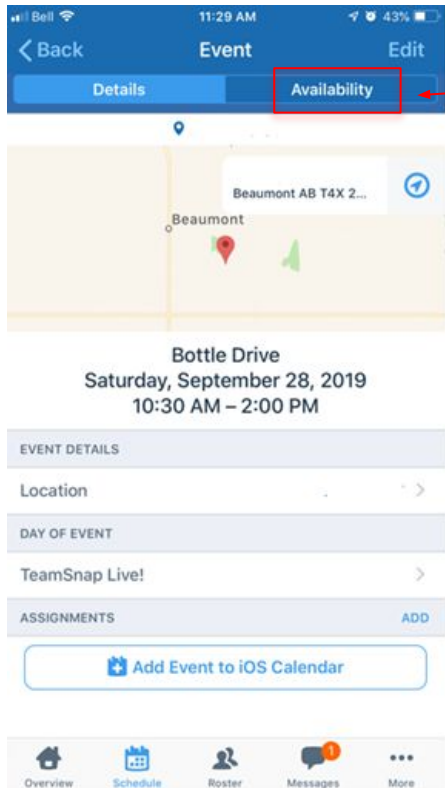 Bell 11:29 AM 43%
Back Event Edit
Details Availability
Beaumont AB T4X 2...
Beaumont
Bottle Drive
Saturday, September 28, 2019
10:30 AM – 2:00 PM
EVENT DETAILS
Location
DAY OF EVENT
TeamSnap Live!
ASSIGNMENTS ADD
Add Event to iOS Calendar
1
Overview Schedule Roster Messages More